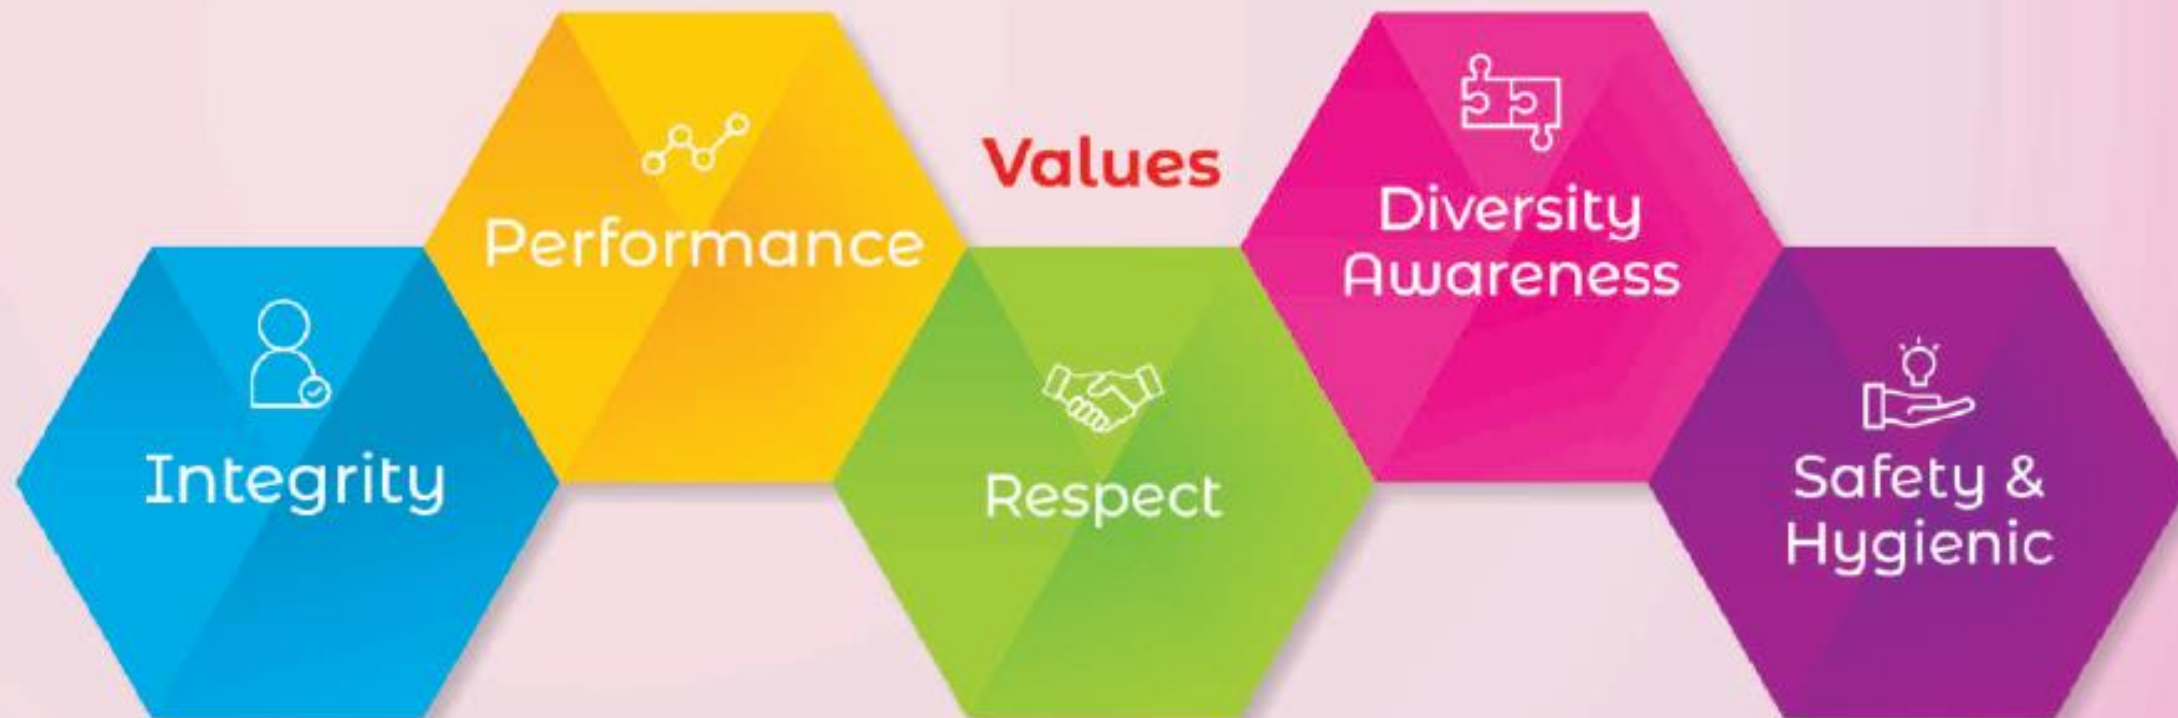 Values
Integrity
Performance
Respect
Diversity
Awareness
Safety &
Hygienic